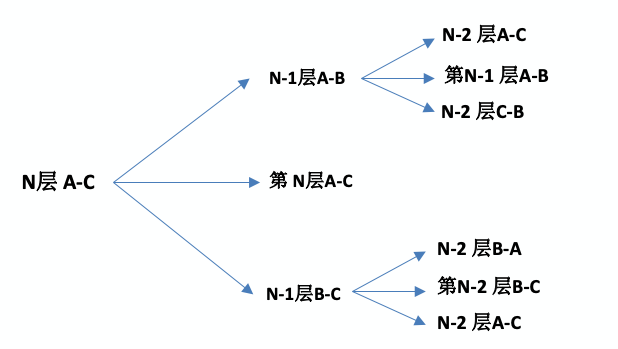 N-2 层A-C
N-1层A-B
第N-1 层A-B
N-2 层C-B
N层 A-C
第 N层A-C
N-2 层B-A
N-1层B-C
第N-2 层B-C
N-2 层A-C